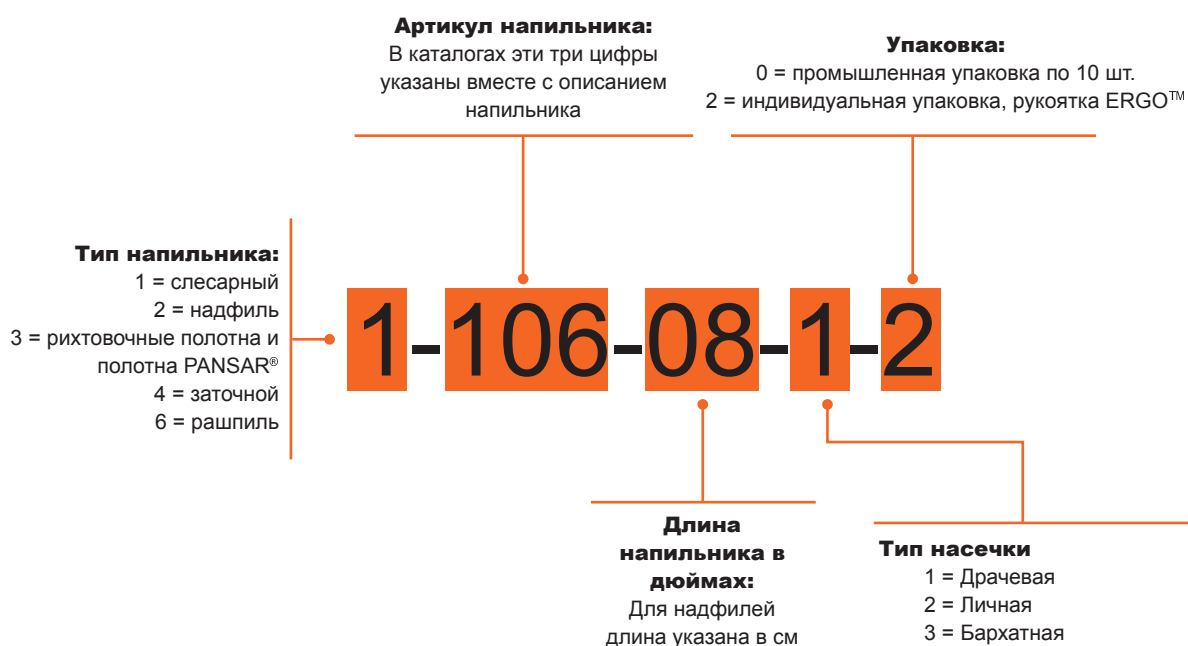 Артикул напильника:
В каталогах эти три цифры
указаны вместе с описанием
напильника
Упаковка:
0 = промышленная упаковка по 10 шт.
2 = индивидуальная упаковка, рукоятка ERGO™
Тип напильника:
1 = слесарный
2 = надфиль
3 = рихтовочные полотна и
полотна PANSAR®
4 = заточной
6 = рашпиль
1-106-08-1-2
Длина
напильника в
дюймах:
Для надфилей
длина указана в см
Тип насечки
1 = Драчевая
2 = Личная
3 = Бархатная